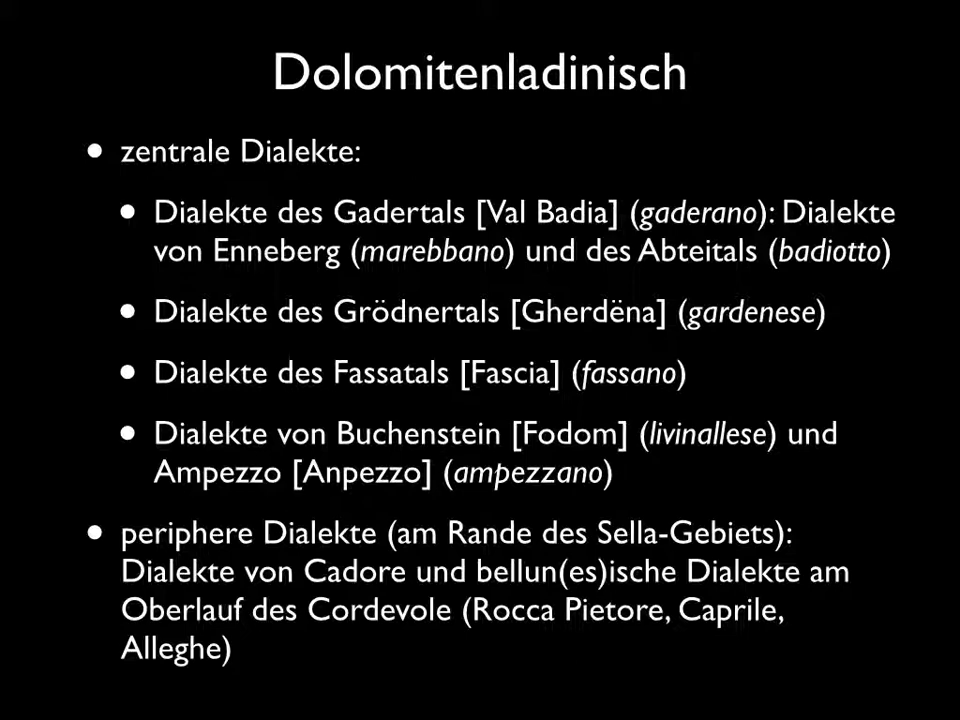 Dolomitenladinisch
• zentrale Dialekte:
• Dialekte des Gadertals [Val Badia] (gaderano): Dialekte
von Enneberg (marebbano) und des Abteitals (badiotto)
• Dialekte des Grödnertals [Gherdëna] (gardenese)
• Dialekte des Fassatals [Fascia] (fassano)
• Dialekte von Buchenstein [Fodom] (livinallese) und
Ampezzo [Anpezzo] (ampezzano)
• periphere Dialekte (am Rande des Sella-Gebiets):
Dialekte von Cadore und bellun(es)ische Dialekte am
Oberlauf des Cordevole (Rocca Pietore, Caprile,
Alleghe)